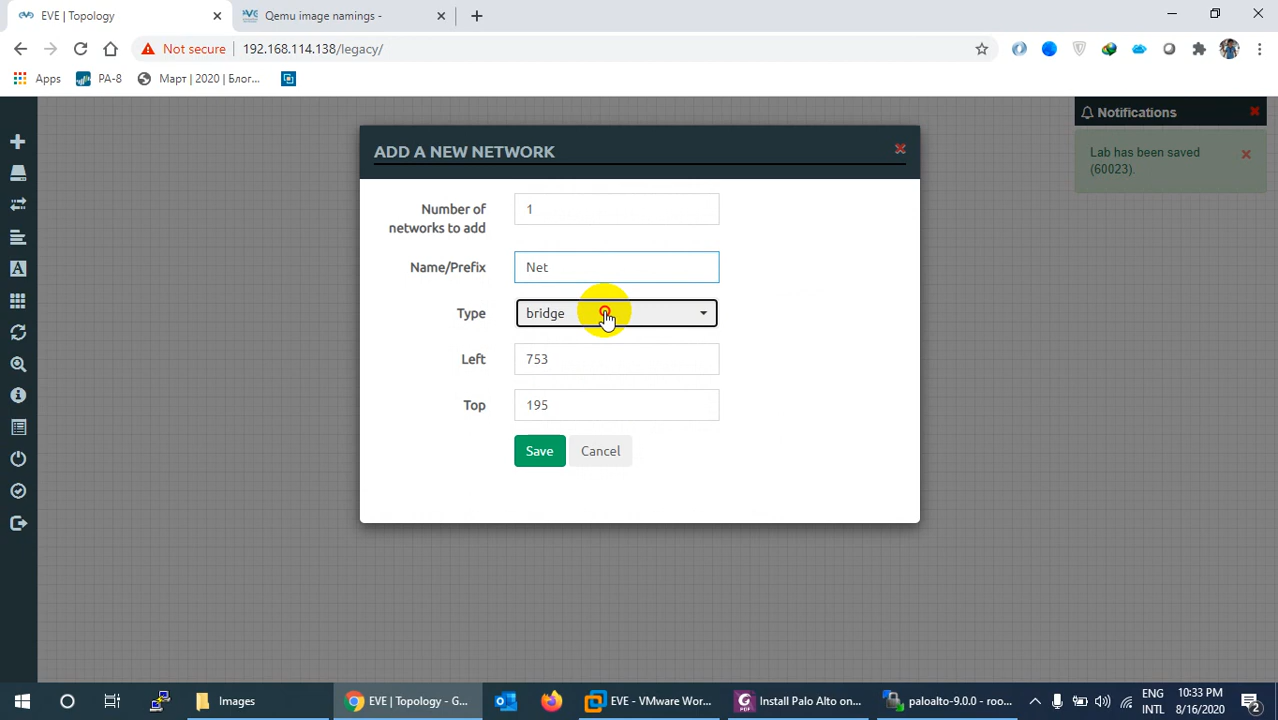 EVE | Topology
Qemu image namings -
Not secure
192.168.114.138/legacy/
Apps
PA-8
Март | 2020 | Блог...
ADD A NEW NETWORK
Notifications
Lab has been saved
(60023).
Number of
networks to add
1
Name/Prefix
Net
Type
bridge
Left
753
Top
195
Save
Cancel
Images
EVE | Topology - G...
EVE - VMware Wor...
Install Palo Alto on...
paloalto-9.0.0 - roo...
ENG
INTL
10:33 PM
8/16/2020
2